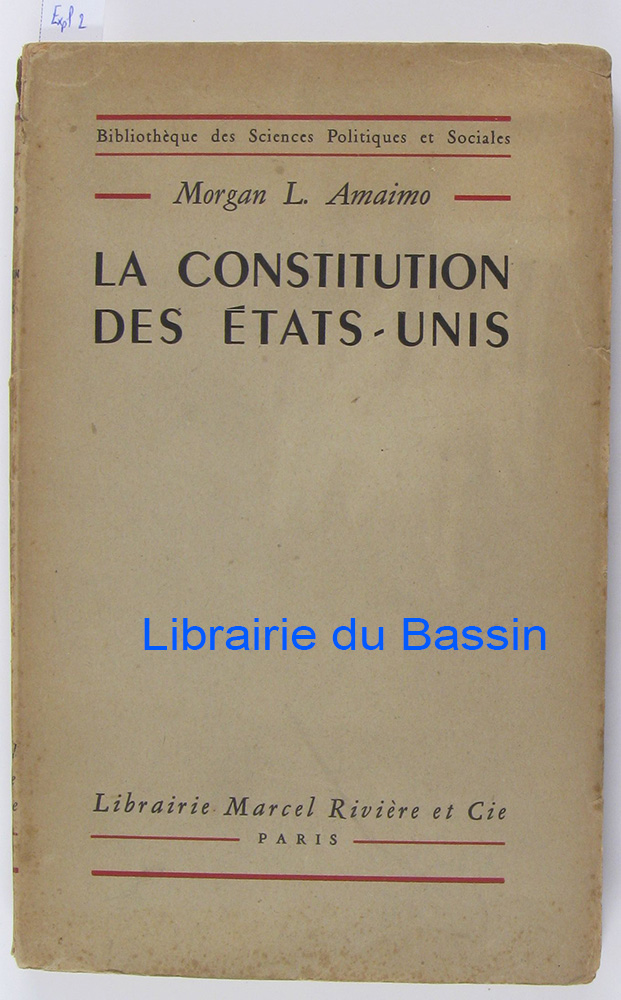 Exp 2
Bibliothèque des Sciences Politiques et Sociales
Morgan L. Amaimo
LA CONSTITUTION
DES ÉTATS-UNIS
Librairie du Bassin
Librairie Marcel Rivière et Cie
PARIS